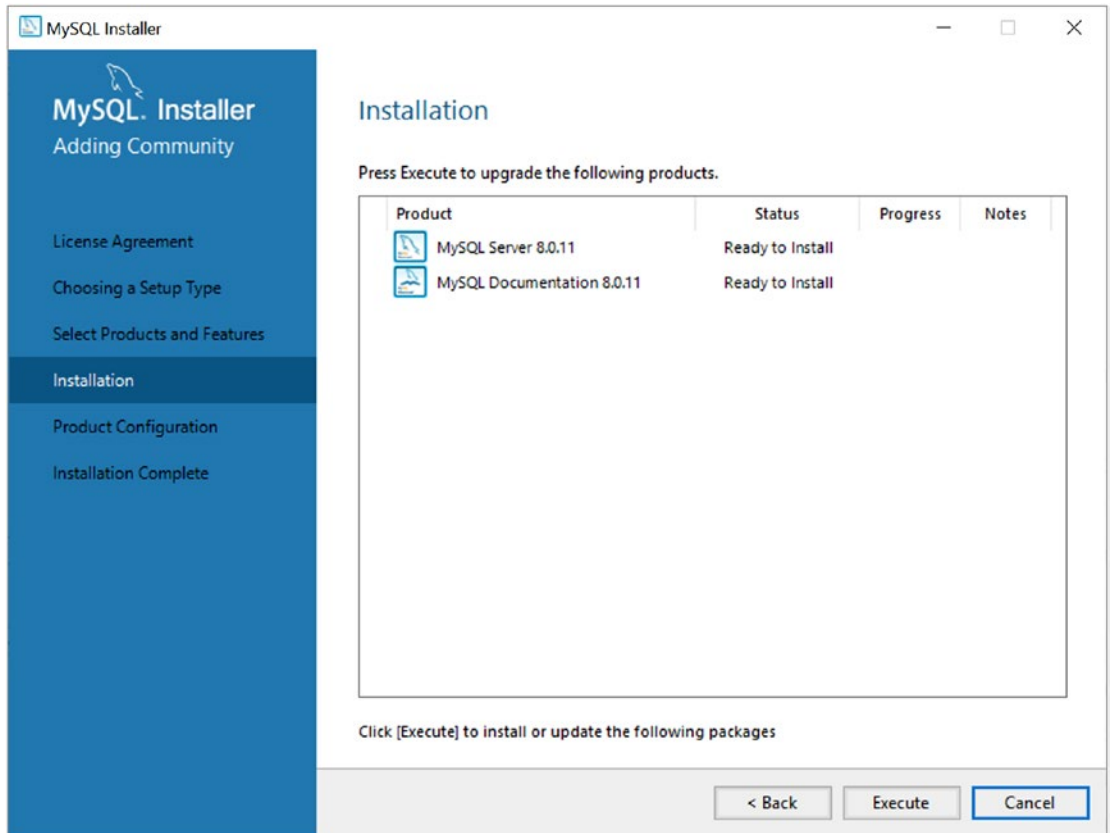 MySQL Installer
MySQL. Installer
Adding Community
License Agreement
Choosing a Setup Type
Select Products and Features
Installation
Product Configuration
Installation Complete
Installation
Press Execute to upgrade the following products.
Product Status Progress Notes
MySQL Server 8.0.11 Ready to Install
MySQL Documentation 8.0.11 Ready to Install
Click [Execute] to install or update the following packages
< Back Execute Cancel